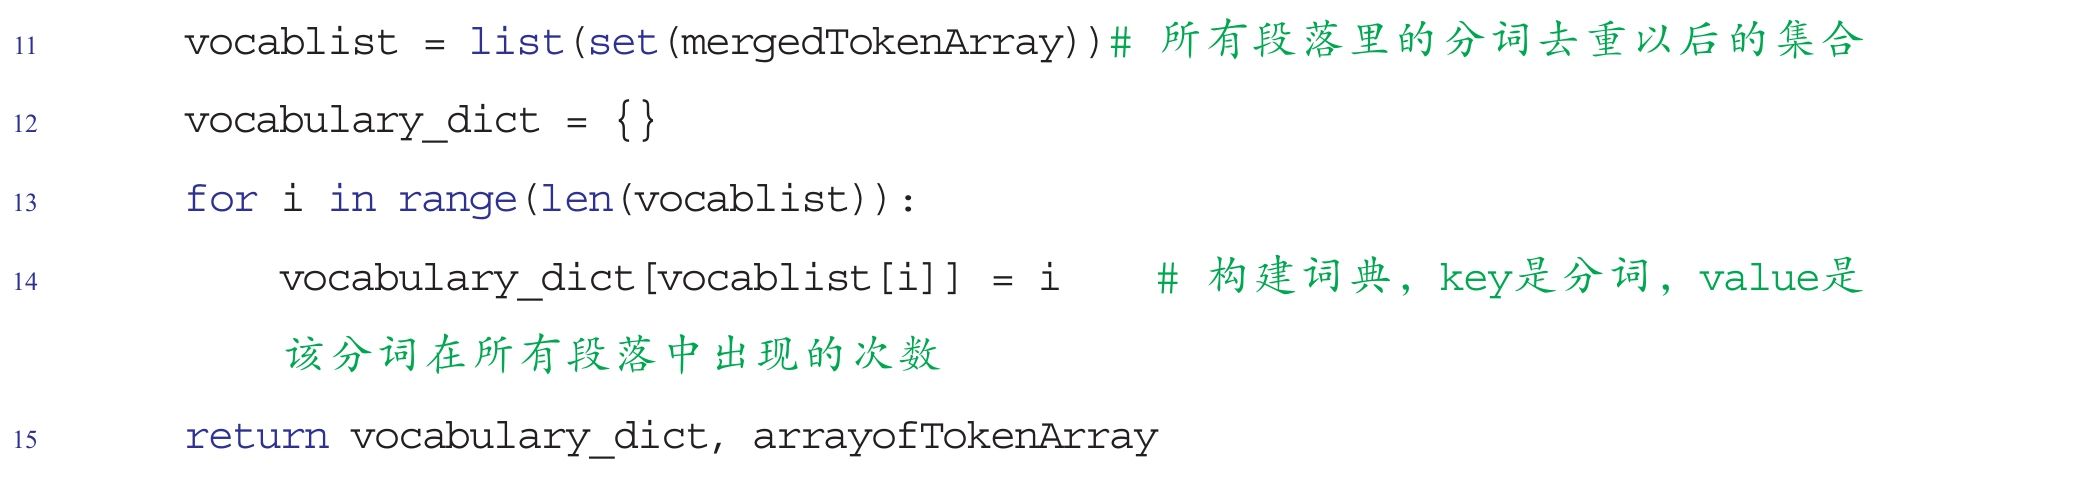 11 vocablist = list(set(mergedTokenArray))# 所有段落里的分词去重以后的集合
12 vocabulary_dict = {}
13 for i in range(len(vocablist)):
14 vocabulary_dict[vocablist[i]] = i # 构建词典，key是分词，value是
该分词在所有段落中出现的次数
15 return vocabulary_dict, arrayofTokenArray